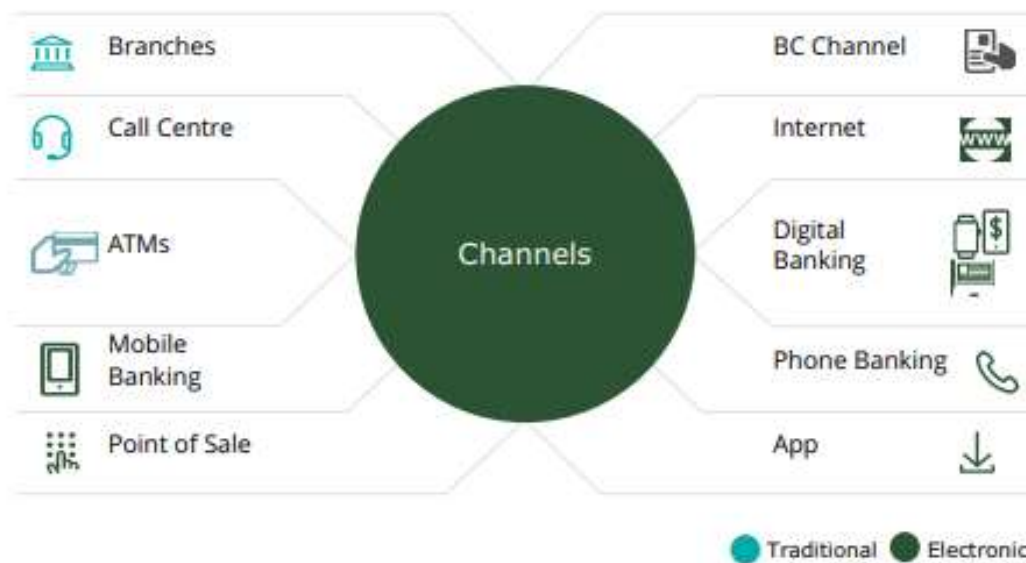 Branches
Call Centre
ATMs
Mobile
Banking
Point of Sale
Channels
BC Channel
Internet
www
Digital
Banking
$
Phone Banking
App
Traditional
Electronic